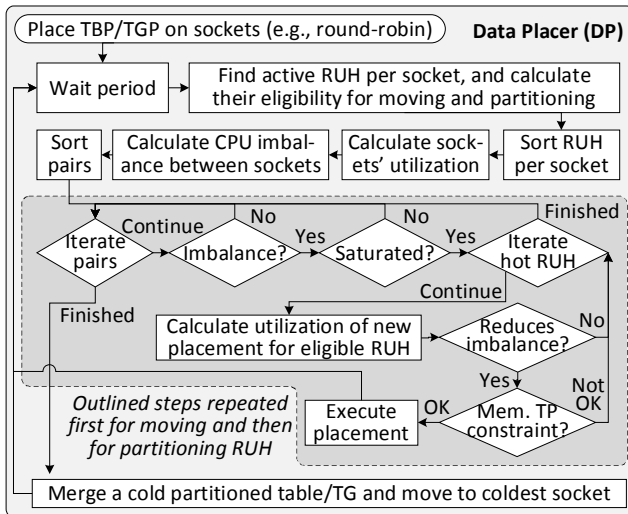 Place TBP/TGP on sockets (e.g., round-robin)
Data Placer (DP)
Wait period
Find active RUH per socket, and calculate
their eligibility for moving and partitioning
Sort
pairs
Calculate CPU imbal-
ance between sockets
Calculate sock-
ets' utilization
Sort RUH
per socket
Iterate
pairs
Continue
Imbalance?
No
Yes
Saturated?
No
Yes
Iterate
hot RUH
Finished
Continue
Finished
Calculate utilization of new
placement for eligible RUH
Reduces
imbalance?
No
Yes
Not
OK
Outlined steps repeated
first for moving and then
for partitioning RUH
Execute
placement
OK
Mem. TP
constraint?
Merge a cold partitioned table/TG and move to coldest socket